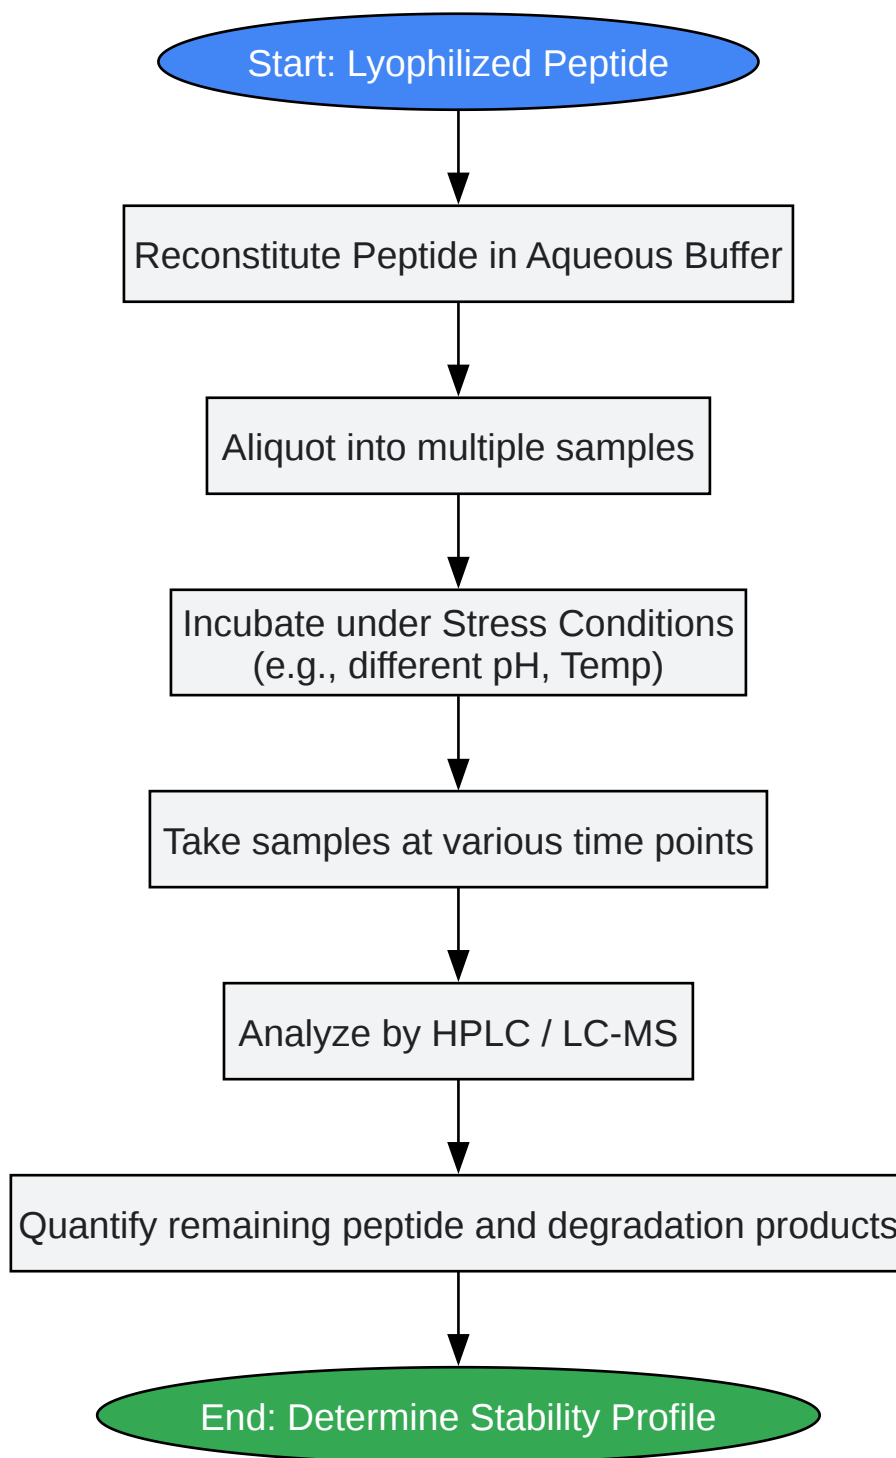 Start: Lyophilized Peptide
Reconstitute Peptide in Aqueous Buffer
Aliquot into multiple samples
Incubate under Stress Conditions
(e.g., different pH, Temp)
Take samples at various time points
Analyze by HPLC / LC-MS
Quantify remaining peptide and degradation products
End: Determine Stability Profile